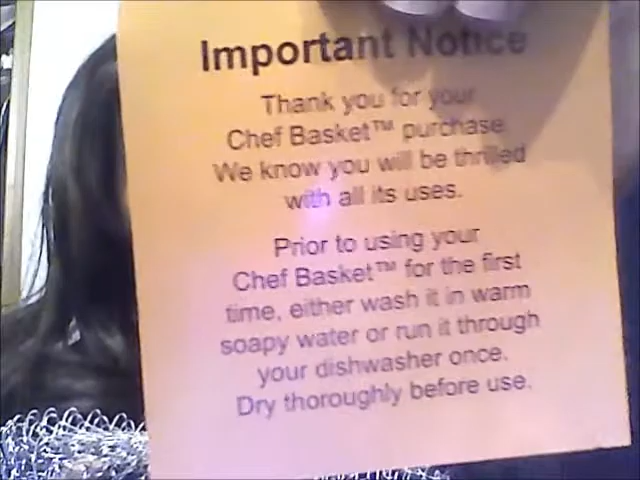 Important Notice
Thank you for your
Chef Basket™ purchase.
We know you will be thrilled
with all its uses.
Prior to using your
Chef Basket™ for the first
time, either wash it in warm
soapy water or run it through
your dishwasher once.
Dry thoroughly before use.